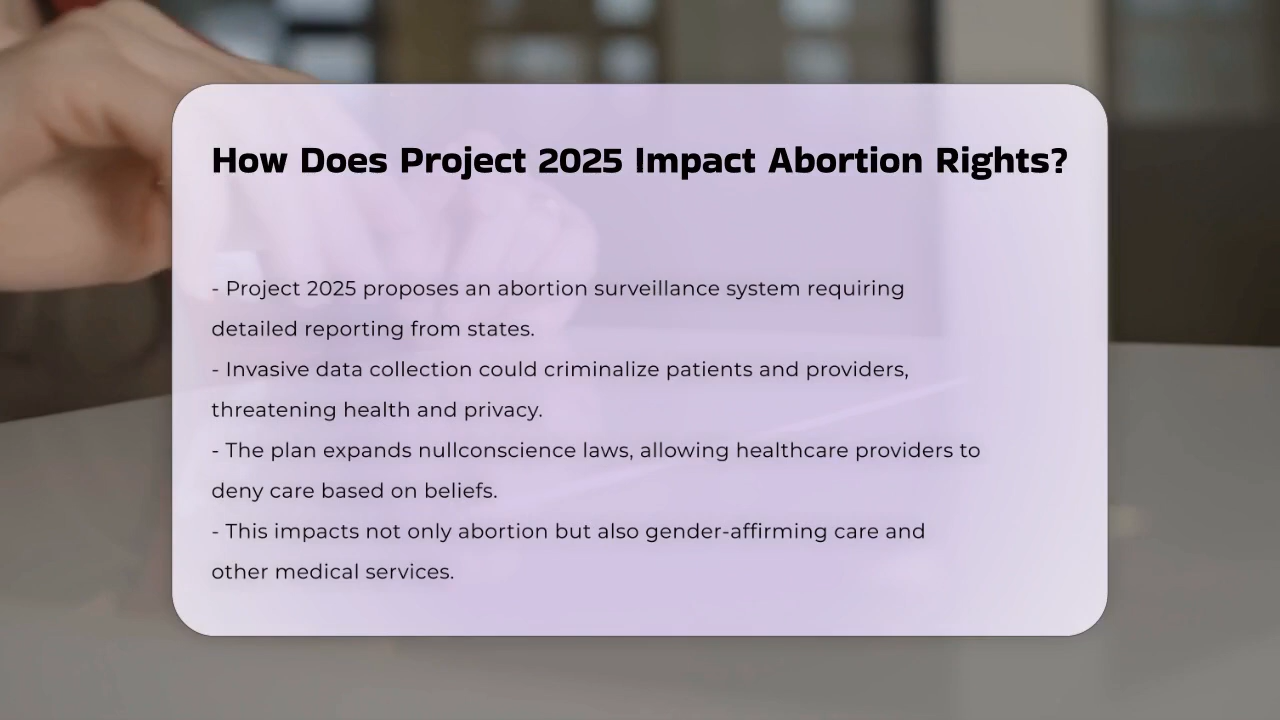 How Does Project 2025 Impact Abortion Rights?
- Project 2025 proposes an abortion surveillance system requiring
detailed reporting from states.
- Invasive data collection could criminalize patients and providers,
threatening health and privacy.
- The plan expands nullconscience laws, allowing healthcare providers to
deny care based on beliefs.
- This impacts not only abortion but also gender-affirming care and
other medical services.